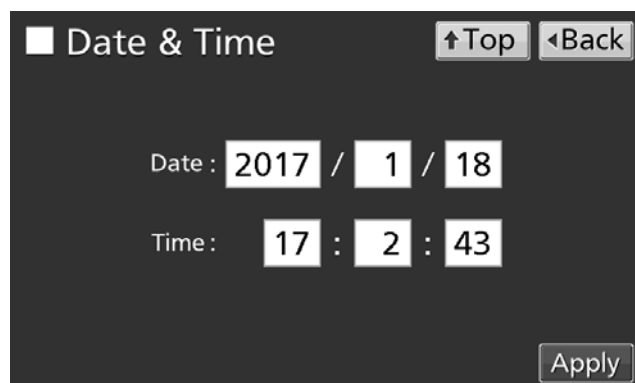 Date & Time ↑Top ◂Back
Date : 2017 / 1 / 18
Time : 17 : 2 : 43
Apply